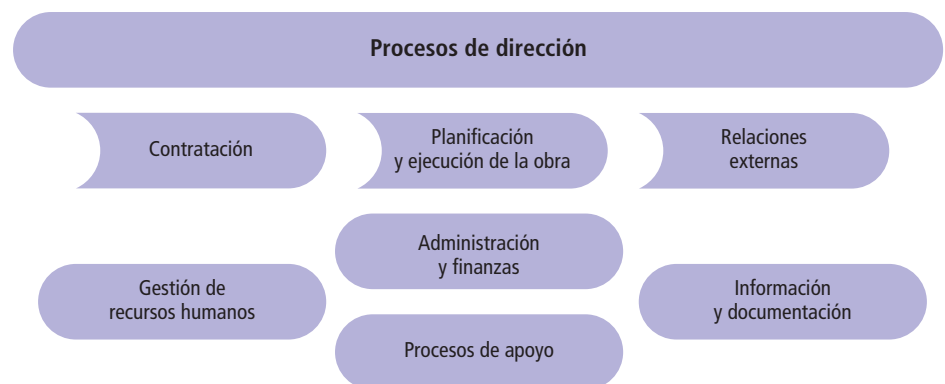 Procesos de dirección
Contratación
Planificación
y ejecución de la obra
Relaciones
externas
Administración
y finanzas
Gestión de
recursos humanos
Información
y documentación
Procesos de apoyo